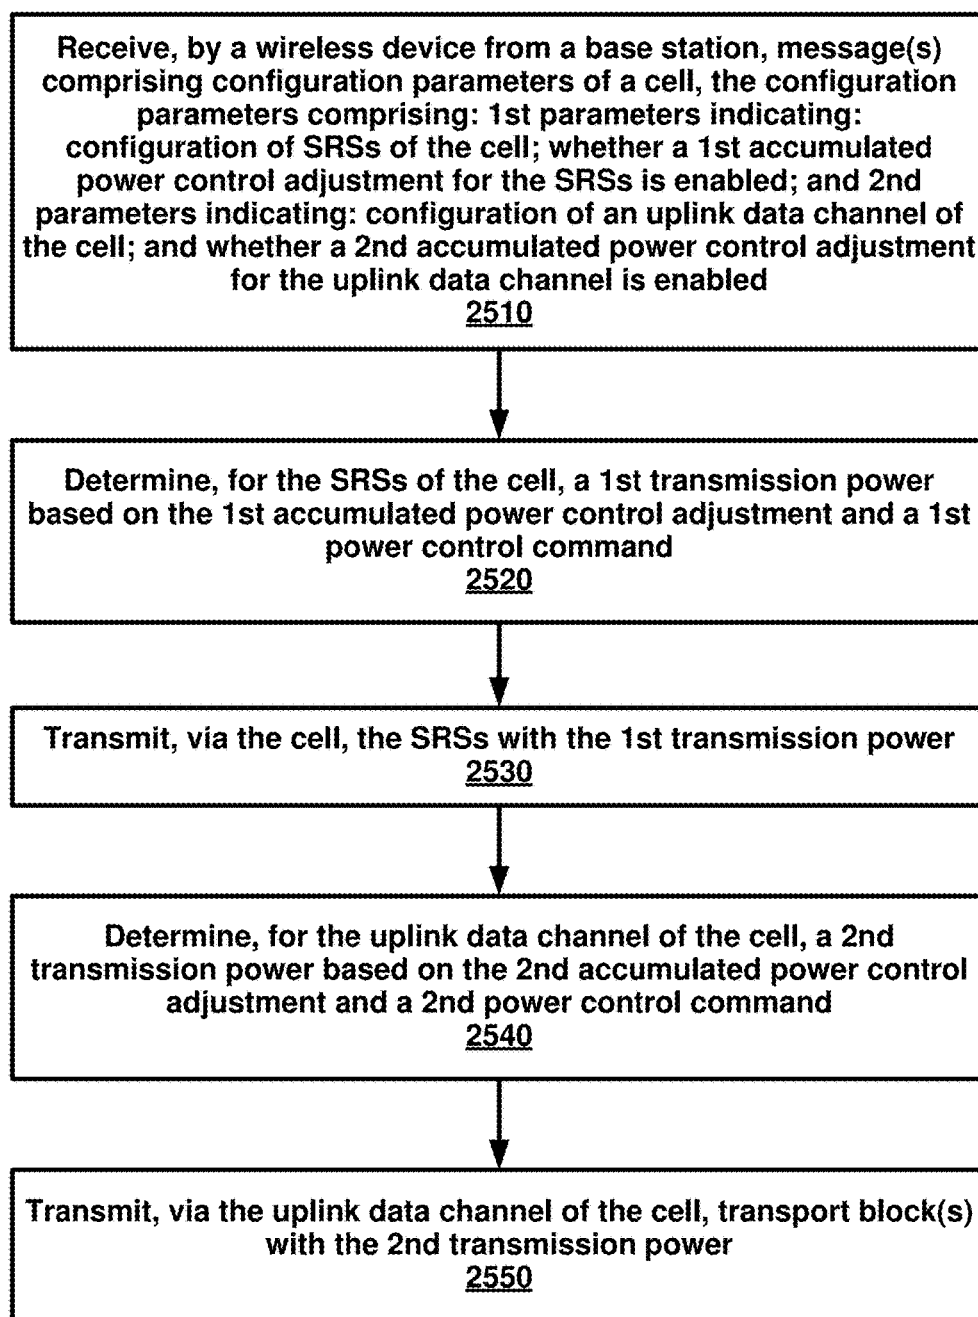 Receive, by a wireless device from a base station, message(s)
comprising configuration parameters of a cell, the configuration
parameters comprising: 1st parameters indicating:
configuration of SRSs of the cell; whether a 1st accumulated
power control adjustment for the SRSs is enabled; and 2nd
parameters indicating: configuration of an uplink data channel of
the cell; and whether a 2nd accumulated power control adjustment
for the uplink data channel is enabled
2510
Determine, for the SRSs of the cell, a 1st transmission power
based on the 1st accumulated power control adjustment and a 1st
power control command
2520
Transmit, via the cell, the SRSs with the 1st transmission power
2530
Determine, for the uplink data channel of the cell, a 2nd
transmission power based on the 2nd accumulated power control
adjustment and a 2nd power control command
2540
Transmit, via the uplink data channel of the cell, transport block(s)
with the 2nd transmission power
2550